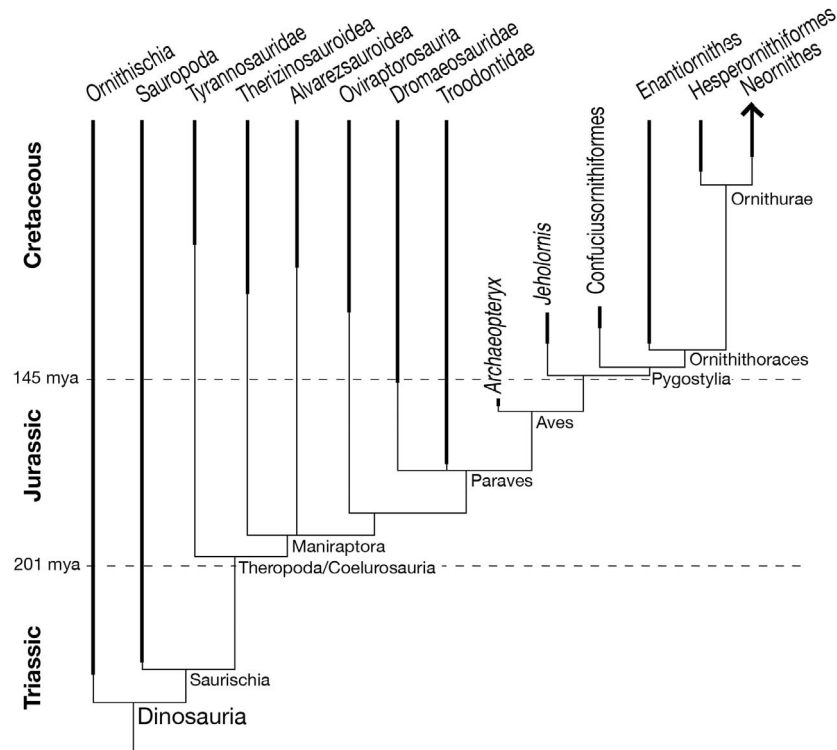 Ornithischia
Sauropoda
Tyrannosauridae
Therizinosauroidea
Alvarezsauroidea
Oviraptorosauria
Dromaeosauridae
Troodontidae
Enantiornithes
Hesperornithiformes
Neornithes
Cretaceous
Ornithurae
Archaeopteryx
Jeholornis
Confuciusornithiformes
Ornithithoraces
145 mya
Pygostylia
Jurassic
Aves
Paraves
Maniraptora
201 mya
Theropoda/Coelurosauria
Triassic
Saurischia
Dinosauria